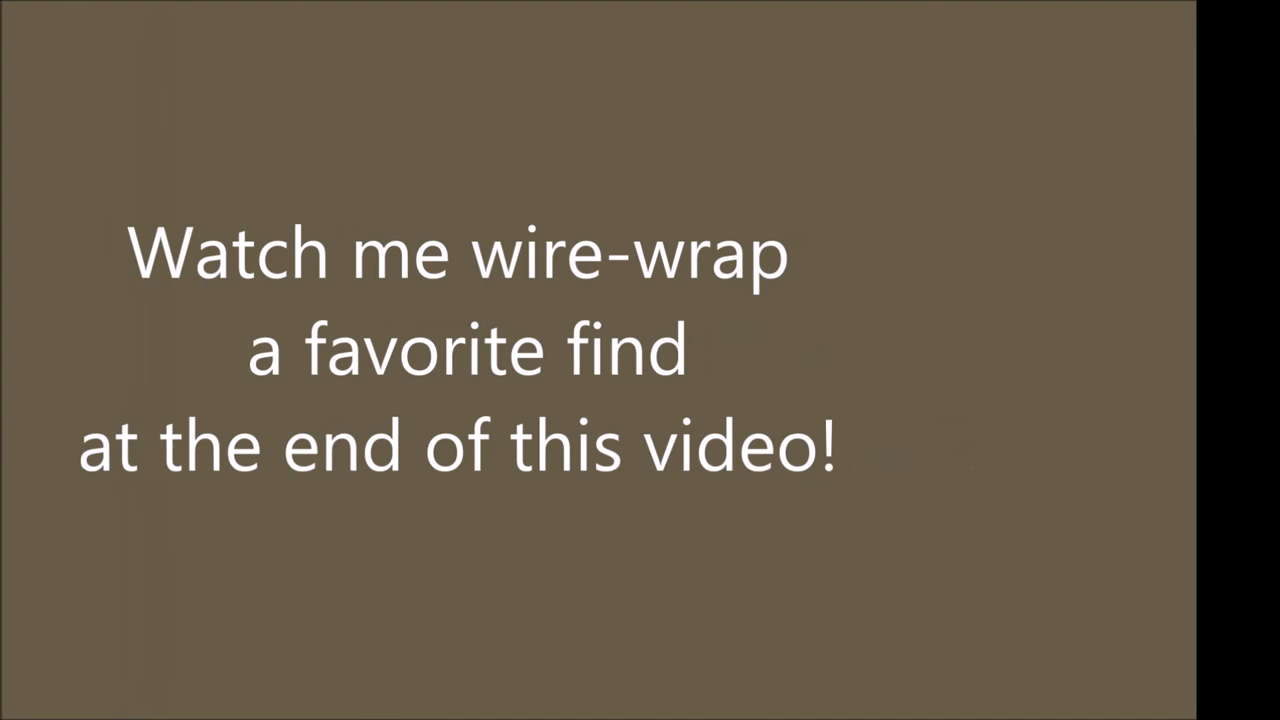 Watch me wire-wrap
a favorite find
at the end of this video!